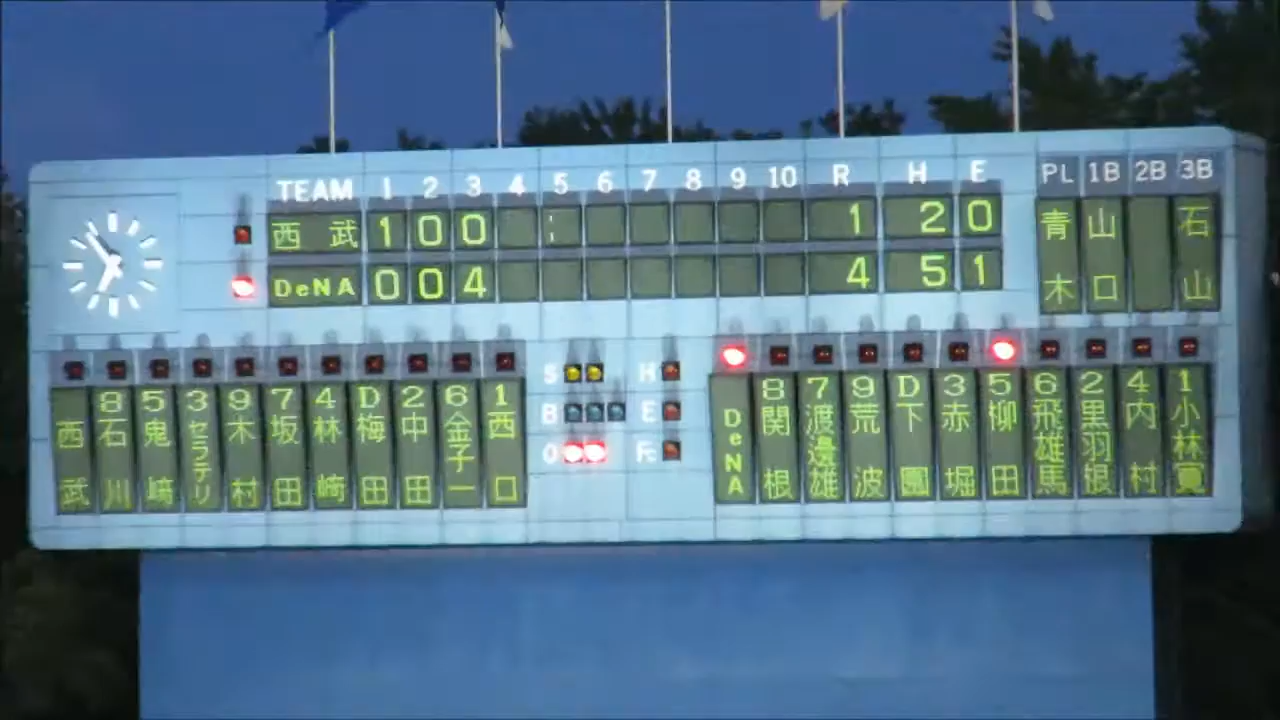 TEAM 1 2 3 4 5 6 7 8 9 10 R H E PL 1B 2B 3B
西武 1 0 0 1 2 0
DeNA 0 0 4 4 5 1
青木
山口
石山
西武
8 石川
5 鬼﨑
3 セラテリ
9 木村
7 坂田
4 林﨑
D 梅田
2 中田
6 金子一
1 西口
S
B
O
H
E
Fc
DeNA
8 関根
7 渡邊雄
9 荒波
D 下園
3 赤堀
5 柳田
6 飛雄馬
2 黒羽根
4 内村
1 小林寛